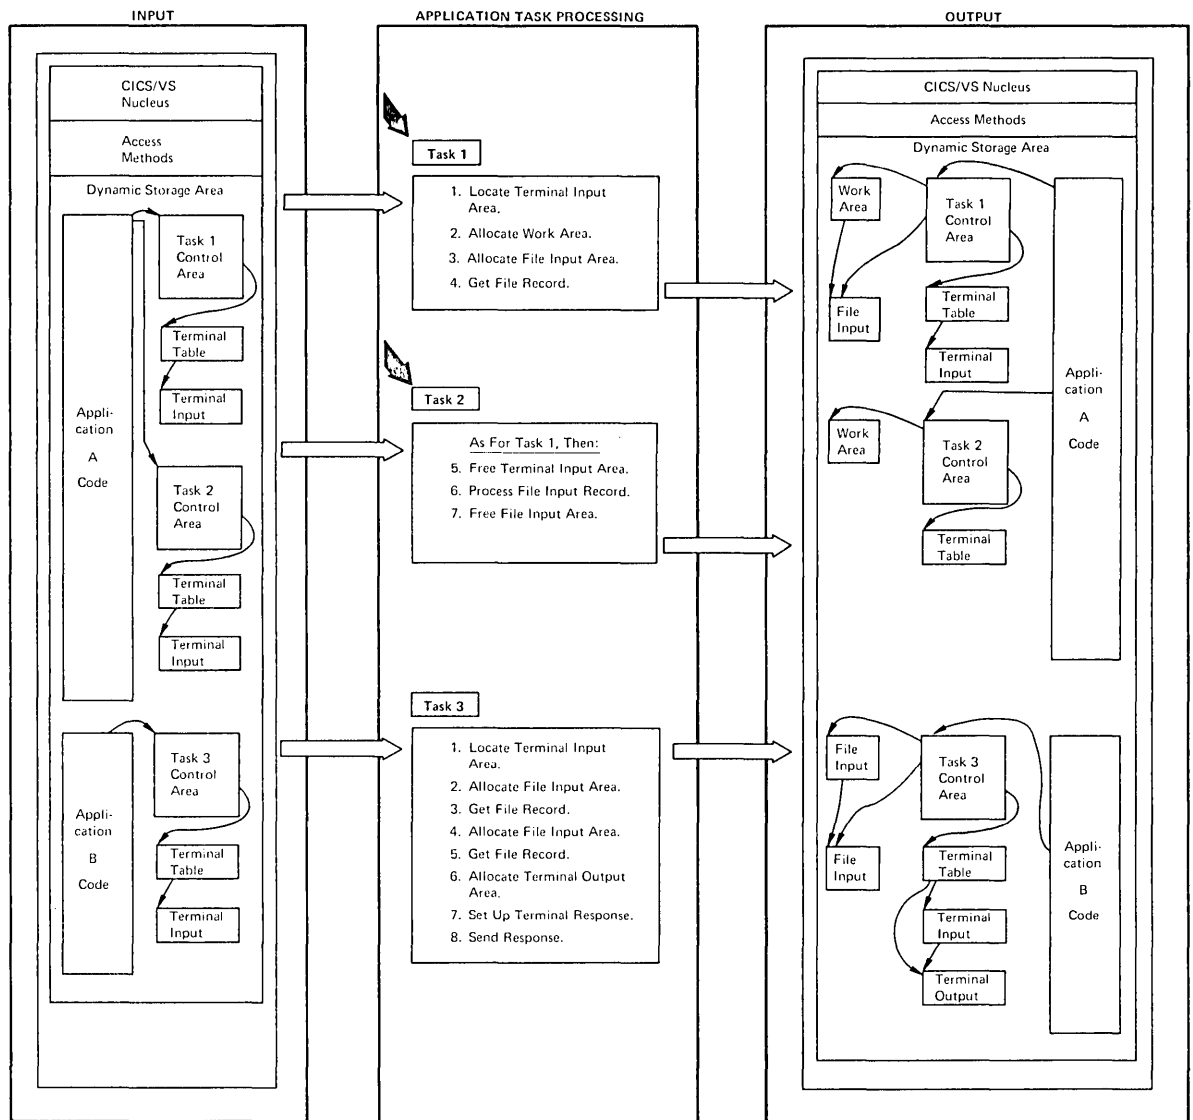 INPUT
CICS/VS
Nucleus
Access
Methods
Dynamic Storage Area
Appli-
cation
A
Code
Task 1
Control
Area
Terminal
Table
Terminal
Input
Task 2
Control
Area
Terminal
Table
Terminal
Input
Appli-
cation
B
Code
Task 3
Control
Area
Terminal
Table
Terminal
Input
APPLICATION TASK PROCESSING
Task 1
1. Locate Terminal Input
Area.
2. Allocate Work Area.
3. Allocate File Input Area.
4. Get File Record.
Task 2
As For Task 1, Then:
5. Free Terminal Input Area.
6. Process File Input Record.
7. Free File Input Area.
Task 3
1. Locate Terminal Input
Area.
2. Allocate File Input Area.
3. Get File Record.
4. Allocate File Input Area.
5. Get File Record.
6. Allocate Terminal Output
Area.
7. Set Up Terminal Response.
8. Send Response.
OUTPUT
CICS/VS Nucleus
Access Methods
Dynamic Storage Area
Work
Area
Task 1
Control
Area
File
Input
Terminal
Table
Terminal
Input
Work
Area
Task 2
Control
Area
Terminal
Table
Appli-
cation
A
Code
File
Input
Task 3
Control
Area
File
Input
Terminal
Table
Terminal
Input
Terminal
Output
Appli-
cation
B
Code